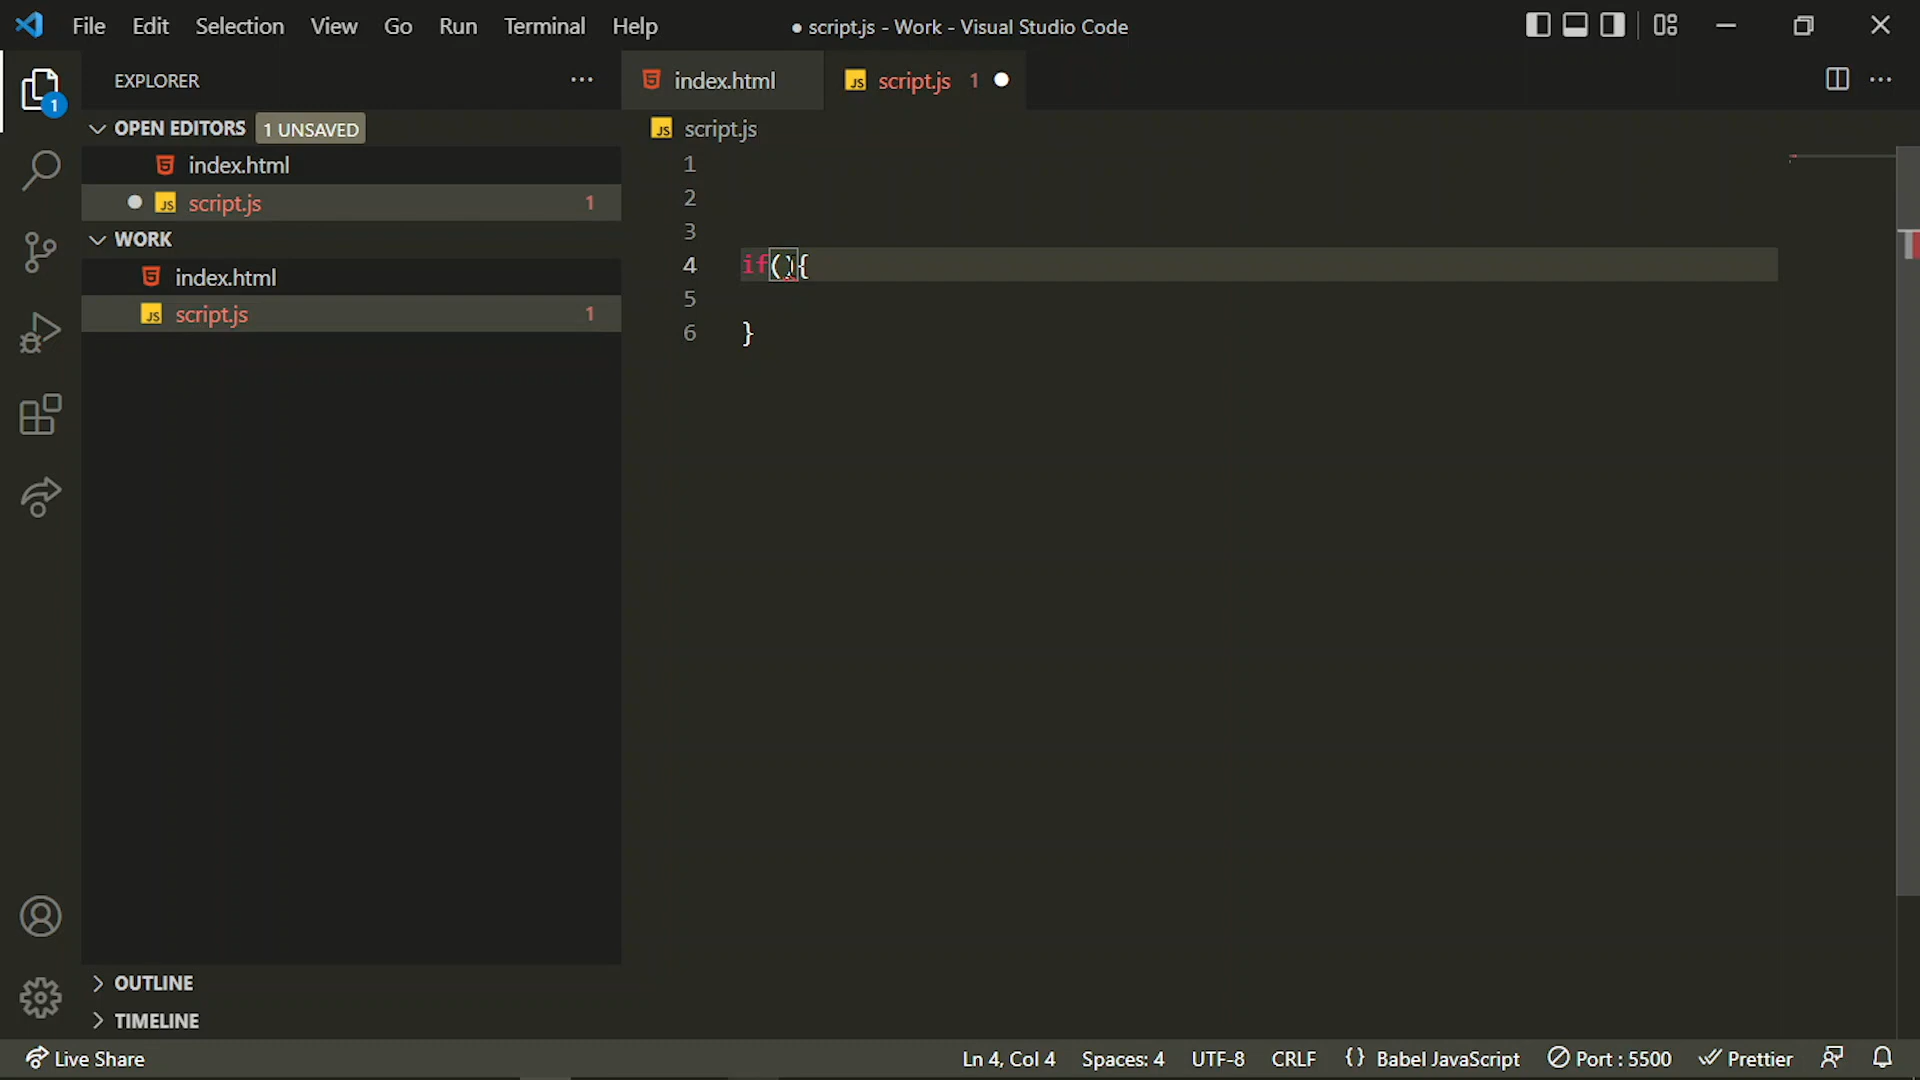 File Edit Selection View Go Run Terminal Help
● script.js - Work - Visual Studio Code
EXPLORER
index.html
script.js 1
1
OPEN EDITORS 1 UNSAVED
script.js
index.html
script.js 1
WORK
index.html
script.js 1
1
2
3
4 if(){
5
6 }
OUTLINE
TIMELINE
Live Share
Ln 4, Col 4 Spaces: 4 UTF-8 CRLF {} Babel JavaScript Port : 5500 Prettier